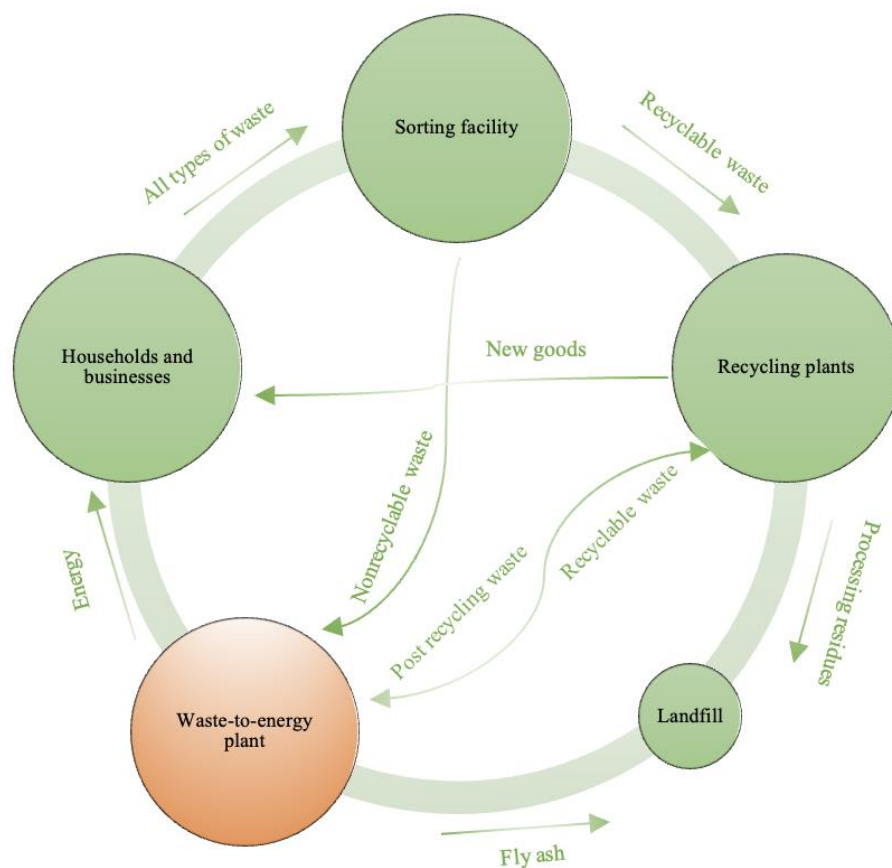 Sorting facility
All types of waste
Recyclable waste
Households and
businesses
New goods
Recycling plants
Nonrecyclable waste
Post recycling waste
Recyclable waste
Processing residues
Energy
Waste-to-energy
plant
Landfill
Fly ash